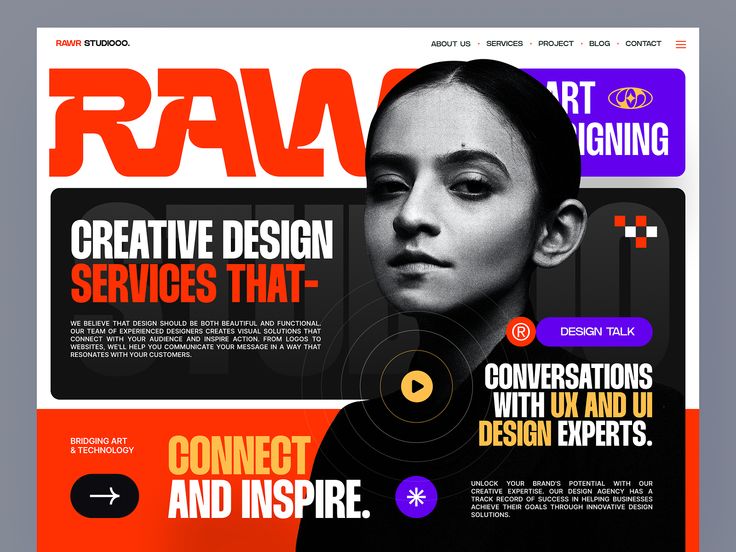 RAWR STUDIOOO.
ABOUT US
SERVICES
PROJECT
BLOG
CONTACT
RAW
ART
IGNING
CREATIVE DESIGN
SERVICES THAT-
WE BELIEVE THAT DESIGN SHOULD BE BOTH BEAUTIFUL AND FUNCTIONAL.
OUR TEAM OF EXPERIENCED DESIGNERS CREATES VISUAL SOLUTIONS THAT
CONNECT WITH YOUR AUDIENCE AND INSPIRE ACTION. FROM LOGOS TO
WEBSITES, WE'LL HELP YOU COMMUNICATE YOUR MESSAGE IN A WAY THAT
RESONATES WITH YOUR CUSTOMERS.
® DESIGN TALK
CONVERSATIONS
WITH UX AND UI
DESIGN EXPERTS.
BRIDGING ART
& TECHNOLOGY
CONNECT
AND INSPIRE.
UNLOCK YOUR BRAND'S POTENTIAL WITH OUR
CREATIVE EXPERTISE. OUR DESIGN AGENCY HAS A
TRACK RECORD OF SUCCESS IN HELPING BUSINESSES
ACHIEVE THEIR GOALS THROUGH INNOVATIVE DESIGN
SOLUTIONS.